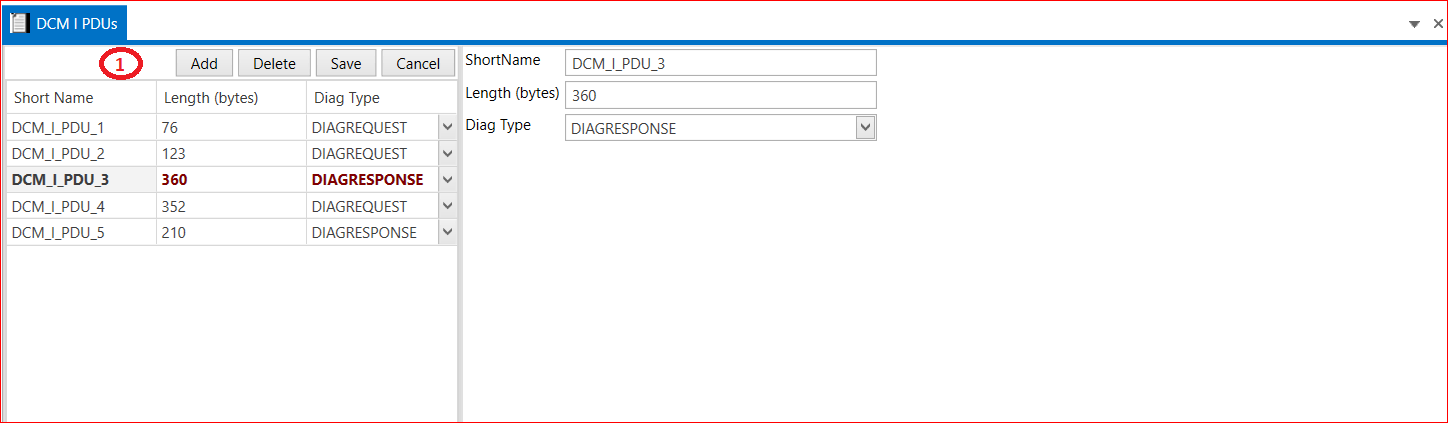 DCM I PDUs
1 Add Delete Save Cancel
Short Name Length (bytes) Diag Type
DCM_I_PDU_1 76 DIAGREQUEST
DCM_I_PDU_2 123 DIAGREQUEST
DCM_I_PDU_3 360 DIAGRESPONSE
DCM_I_PDU_4 352 DIAGREQUEST
DCM_I_PDU_5 210 DIAGRESPONSE
ShortName DCM_I_PDU_3
Length (bytes) 360
Diag Type DIAGRESPONSE